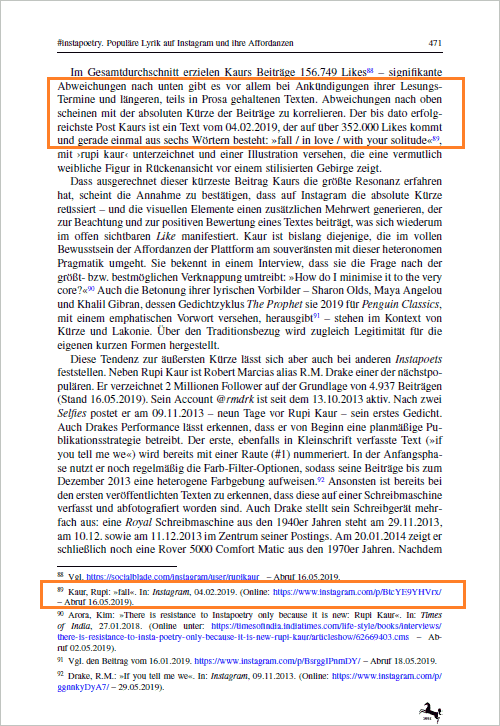 #instapoetry. Populäre Lyrik auf Instagram und ihre Affordanzen 471
Im Gesamtdurchschnitt erzielen Kaurs Beiträge 156.749 Likes⁸⁸ – signifikante
Abweichungen nach unten gibt es vor allem bei Ankündigungen ihrer Lesungs-
Termine und längeren, teils in Prosa gehaltenen Texten. Abweichungen nach oben
scheinen mit der absoluten Kürze der Beiträge zu korrelieren. Der bis dato erfolg-
reichste Post Kaurs ist ein Text vom 04.02.2019, der auf über 352.000 Likes kommt
und gerade einmal aus sechs Wörtern besteht: »fall / in love / with your solitude«⁸⁹,
mit ›rupi kaur‹ unterzeichnet und einer Illustration versehen, die eine vermutlich
weibliche Figur in Rückenansicht vor einem stilisierten Gebirge zeigt.
Dass ausgerechnet dieser kürzeste Beitrag Kaurs die größte Resonanz erfahren
hat, scheint die Annahme zu bestätigen, dass auf Instagram die absolute Kürze
reüssiert – und die visuellen Elemente einen zusätzlichen Mehrwert generieren, der
zur Beachtung und zur positiven Bewertung eines Textes beiträgt, was sich wiederum
im offen sichtbaren Like manifestiert. Kaur ist bislang diejenige, die im vollen
Bewusstsein der Affordanzen der Plattform am souveränsten mit dieser heteronomen
Pragmatik umgeht. Sie bekennt in einem Interview, dass sie die Frage nach der
größt- bzw. bestmöglichen Verknappung umtreibt: »How do I minimise it to the very
core?«⁹⁰ Auch die Betonung ihrer lyrischen Vorbilder – Sharon Olds, Maya Angelou
und Khalil Gibran, dessen Gedichtzyklus The Prophet sie 2019 für Penguin Classics,
mit einem emphatischen Vorwort versehen, herausgibt⁹¹ – stehen im Kontext von
Kürze und Lakonie. Über den Traditionsbezug wird zugleich Legitimität für die
eigenen kurzen Formen hergestellt.
Diese Tendenz zur äußersten Kürze lässt sich aber auch bei anderen Instapoets
feststellen. Neben Rupi Kaur ist Robert Marcias alias R.M. Drake einer der nächstpo-
pulären. Er verzeichnet 2 Millionen Follower auf der Grundlage von 4.937 Beiträgen
(Stand 16.05.2019). Sein Account @rmdrk ist seit dem 13.10.2013 aktiv. Nach zwei
Selfies postet er am 09.11.2013 – neun Tage vor Rupi Kaur – sein erstes Gedicht.
Auch Drakes Performance lässt erkennen, dass er von Beginn eine planmäßige Pu-
blikationsstrategie betreibt. Der erste, ebenfalls in Kleinschrift verfasste Text (»if
you tell me we«) wird bereits mit einer Raute (#1) nummeriert. In der Anfangspha-
se nutzt er noch regelmäßig die Farb-Filter-Optionen, sodass seine Beiträge bis zum
Dezember 2013 eine heterogene Farbgebung aufweisen.⁹² Ansonsten ist bereits bei
den ersten veröffentlichten Texten zu erkennen, dass diese auf einer Schreibmaschine
verfasst und abfotografiert worden sind. Auch Drake stellt sein Schreibgerät mehr-
fach aus: eine Royal Schreibmaschine aus den 1940er Jahren steht am 29.11.2013,
am 10.12. sowie am 11.12.2013 im Zentrum seiner Postings. Am 20.01.2014 zeigt er
schließlich noch eine Rover 5000 Comfort Matic aus den 1970er Jahren. Nachdem
⁸⁸ Vgl. https://socialblade.com/instagram/user/rupikaur – Abruf 16.05.2019.
⁸⁹ Kaur, Rupi: »fall«. In: Instagram, 04.02.2019. (Online: https://www.instagram.com/p/BtcYE9YHVrx/
– Abruf 16.05.2019).
⁹⁰ Arora, Kim: »There is resistance to Instapoetry only because it is new: Rupi Kaur«. In: Times
of India, 27.01.2018. (Online unter: https://timesofindia.indiatimes.com/life-style/books/interviews/
there-is-resistance-to-insta-poetry-only-because-it-is-new-rupi-kaur/articleshow/62669403.cms – Ab-
ruf 02.05.2019).
⁹¹ Vgl. den Beitrag vom 16.01.2019. https://www.instagram.com/p/BsrggIPnmDY/ – Abruf 18.05.2019.
⁹² Drake, R.M.: »If you tell me we«. In: Instagram, 09.11.2013. (Online: https://www.instagram.com/p/
ggnnkyDyA7/ – 29.05.2019).